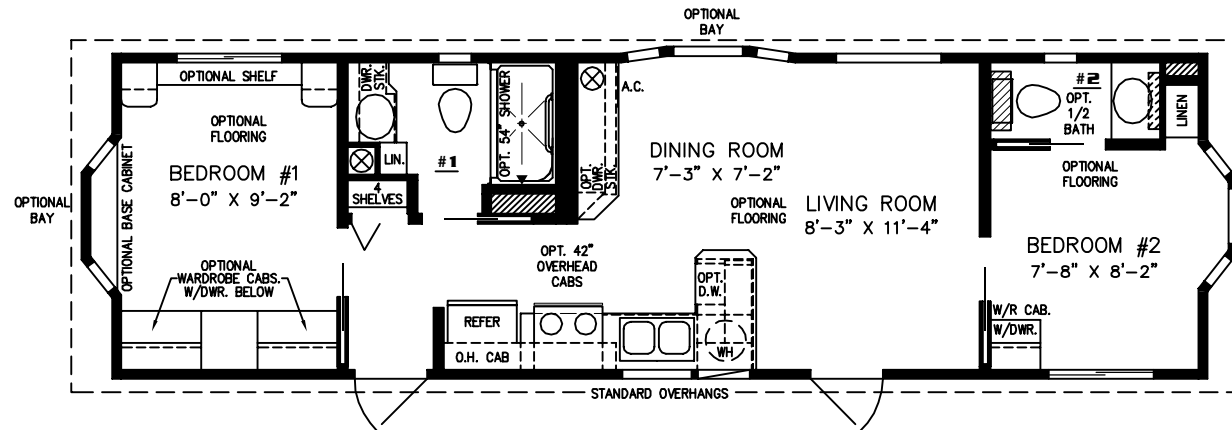 OPTIONAL
BAY
OPTIONAL SHELF
OPTIONAL
FLOORING
BEDROOM #1
8'-0" X 9'-2"
OPTIONAL
BAY
OPTIONAL BASE CABINET
OPTIONAL
WARDROBE CABS.
W/DWR. BELOW
DWR.
STK.
LIN.
4
SHELVES
#1
OPT. 54" SHOWER
A.C.
OPT.
DWR.
STK.
DINING ROOM
7'-3" X 7'-2"
OPTIONAL
FLOORING
LIVING ROOM
8'-3" X 11'-4"
OPT. 42"
OVERHEAD
CABS
REFER
O.H. CAB
OPT.
D.W.
WH
STANDARD OVERHANGS
#2
OPT.
1/2
BATH
LINEN
OPTIONAL
FLOORING
BEDROOM #2
7'-8" X 8'-2"
W/R CAB.
W/DWR.